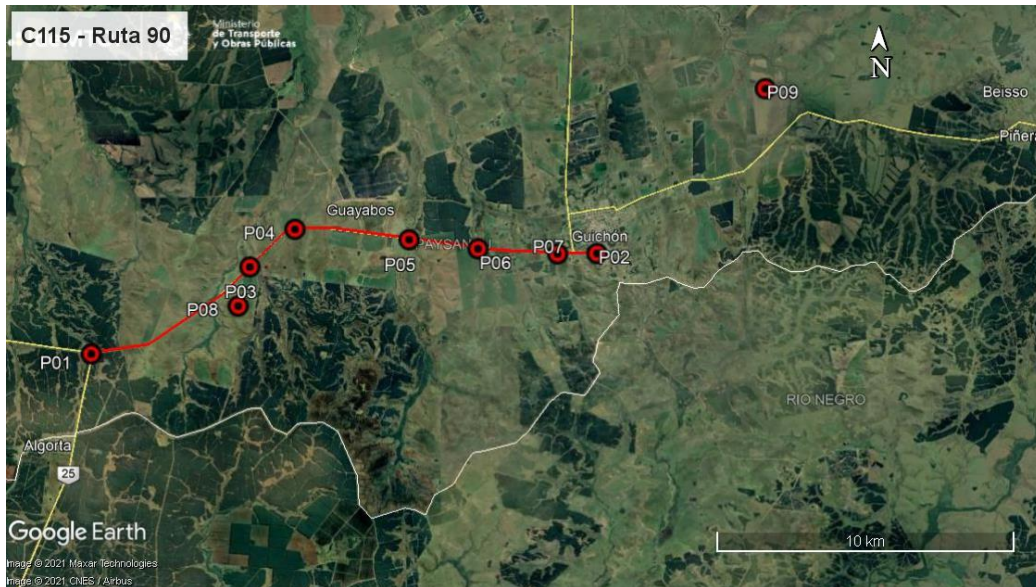 C115 - Ruta 90
Ministerio
de Transporte
y Obras Públicas
N
P09
Beisso
Piñera
Guayabos
P04
PAYSAN
P05
P06
P07
Guichón
P02
P03
P08
P01
RIO NEGRO
Algorta
25
Google Earth
10 km
Image © 2021 Maxar Technologies
Image © 2021 CNES / Airbus